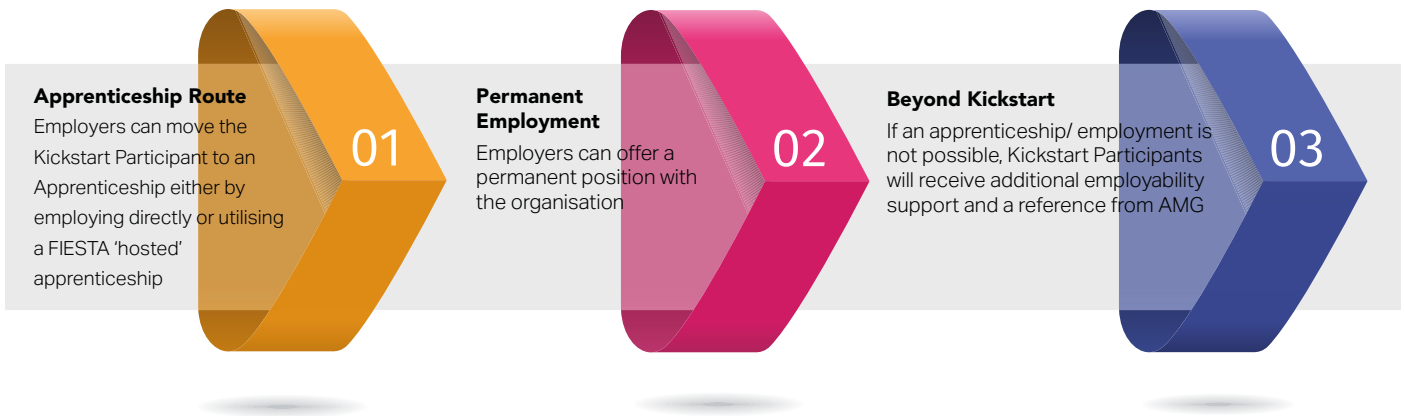 Apprenticeship Route
Employers can move the
Kickstart Participant to an
Apprenticeship either by
employing directly or utilising
a FIESTA ‘hosted’
apprenticeship
01
Permanent
Employment
Employers can offer a
permanent position with
the organisation
02
Beyond Kickstart
If an apprenticeship/ employment is
not possible, Kickstart Participants
will receive additional employability
support and a reference from AMG
03